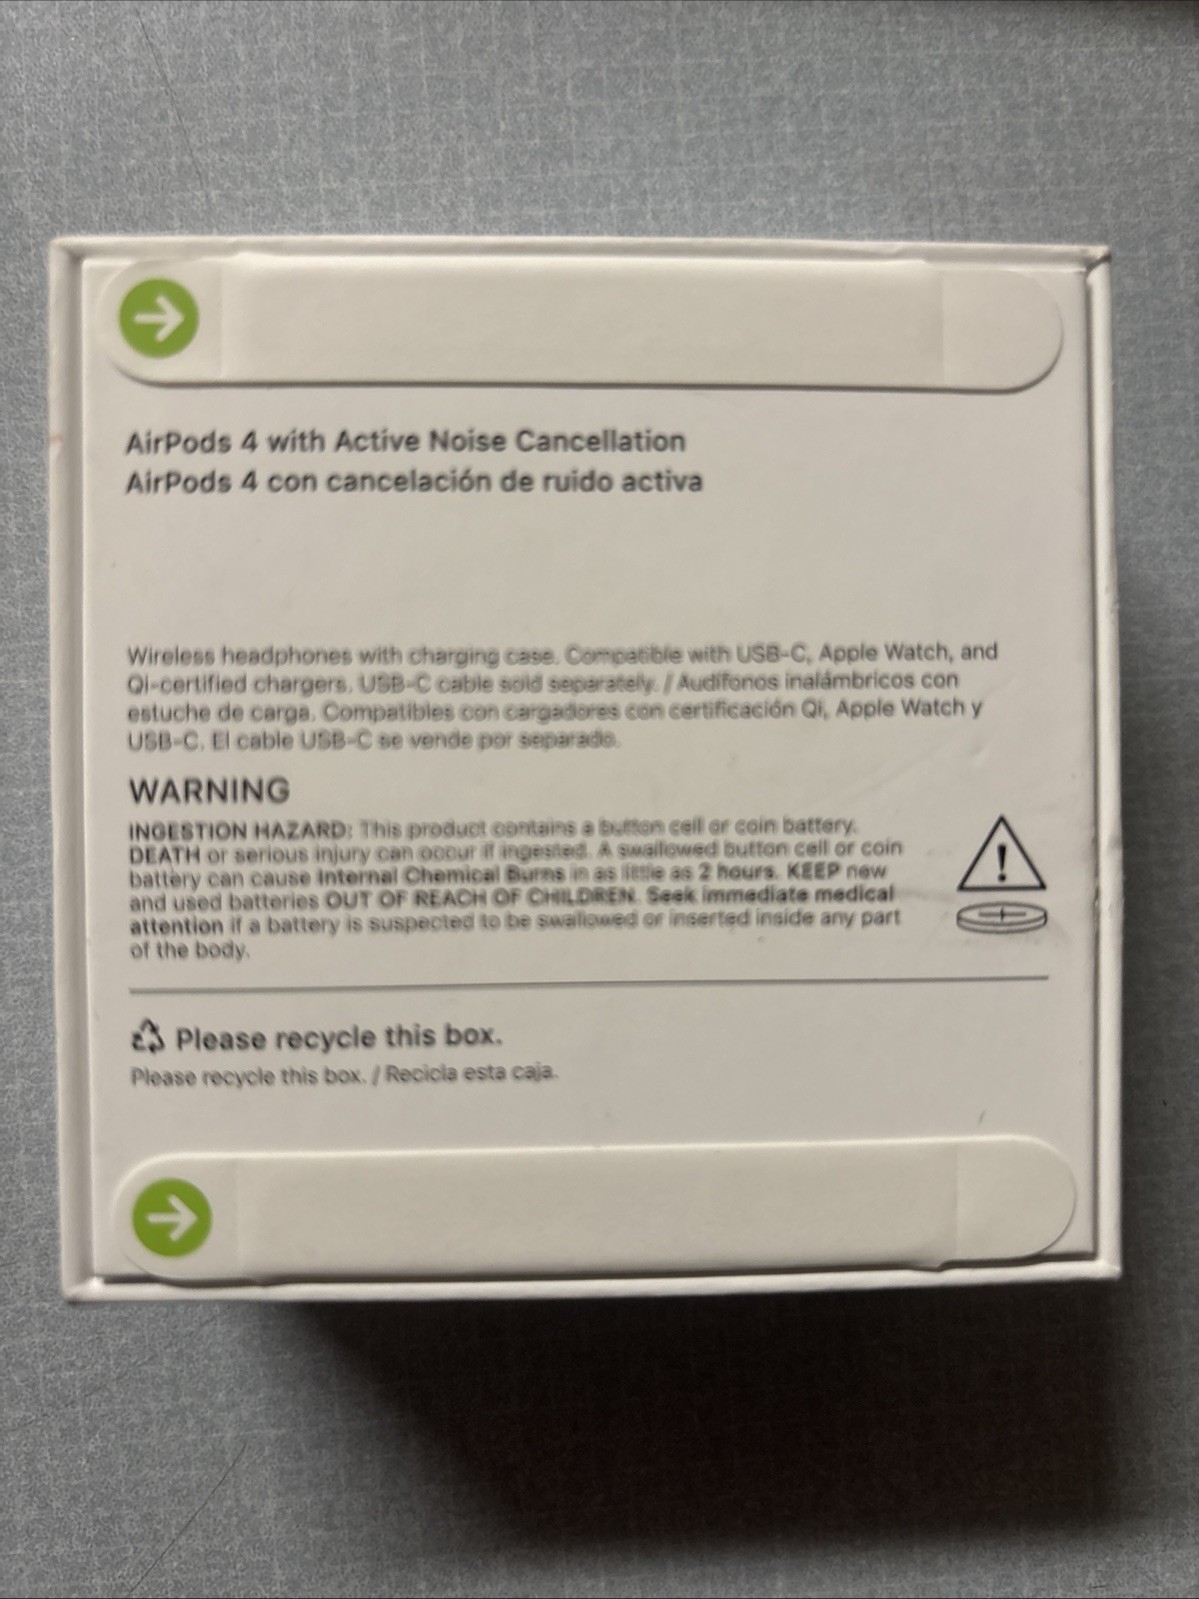 AirPods 4 with Active Noise Cancellation
AirPods 4 con cancelación de ruido activa
Wireless headphones with charging case. Compatible with USB-C, Apple Watch, and
Qi-certified chargers. USB-C cable sold separately. / Audífonos inalámbricos con
estuche de carga. Compatibles con cargadores con certificación Qi, Apple Watch y
USB-C. El cable USB-C se vende por separado.
WARNING
INGESTION HAZARD: This product contains a button cell or coin battery.
DEATH or serious injury can occur if ingested. A swallowed button cell or coin
battery can cause Internal Chemical Burns in as little as 2 hours. KEEP new
and used batteries OUT OF REACH OF CHILDREN. Seek immediate medical
attention if a battery is suspected to be swallowed or inserted inside any part
of the body.
Please recycle this box.
Please recycle this box. / Recicla esta caja.